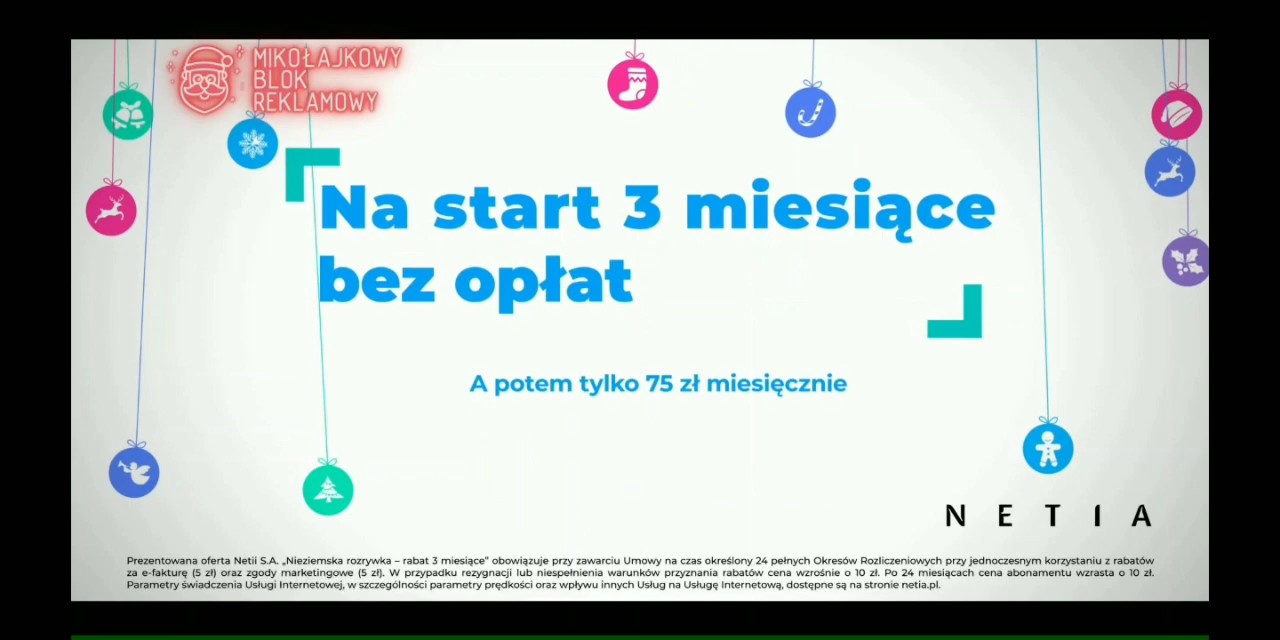 MIKOŁAJKOWY
BLOK
REKLAMOWY
Na start 3 miesiące
bez opłat
A potem tylko 75 zł miesięcznie
NETIA
Prezentowana oferta Netii S.A. „Nieziemska rozrywka – rabat 3 miesiące” obowiązuje przy zawarciu Umowy na czas określony 24 pełnych Okresów Rozliczeniowych przy jednoczesnym korzystaniu z rabatów
za e-fakturę (5 zł) oraz zgody marketingowe (5 zł). W przypadku rezygnacji lub niespełnienia warunków przyznania rabatów cena wzrośnie o 10 zł. Po 24 miesiącach cena abonamentu wzrasta o 10 zł.
Parametry świadczenia Usługi Internetowej, w szczególności parametry prędkości oraz wpływu innych Usług na Usługę Internetową, dostępne są na stronie netia.pl.